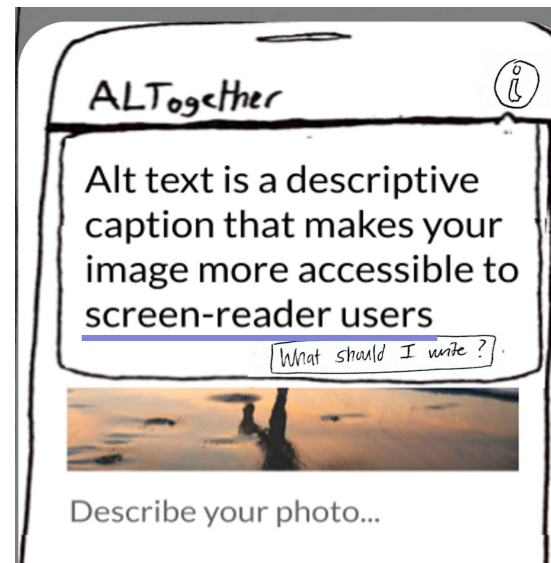 ALTogether
i
Alt text is a descriptive
caption that makes your
image more accessible to
screen-reader users
What should I write?
Describe your photo...